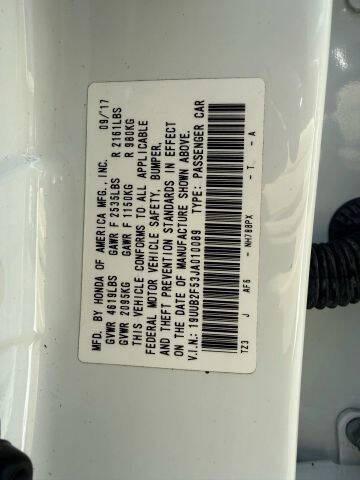 MFD. BY HONDA OF AMERICA MFG., INC. 09/17
GVWR 4619LBS GAWR F 2535LBS R 2161LBS
GVWR 2095KG GAWR F 1150KG R 980KG
THIS VEHICLE CONFORMS TO ALL APPLICABLE
FEDERAL MOTOR VEHICLE SAFETY, BUMPER,
AND THEFT PREVENTION STANDARDS IN EFFECT
ON THE DATE OF MANUFACTURE SHOWN ABOVE.
V.I.N.: 19UUB2F53JA010089 TYPE: PASSENGER CAR
TZ3 J AF6 - NH788PX - T - A